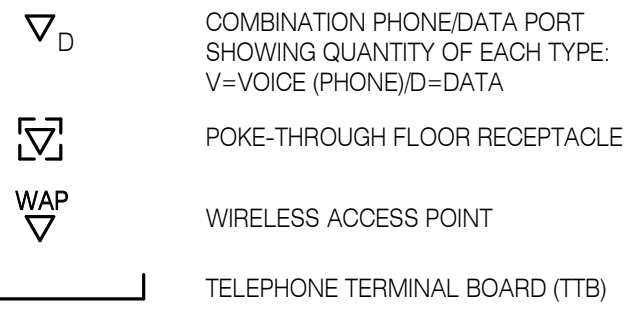 D
COMBINATION PHONE/DATA PORT
SHOWING QUANTITY OF EACH TYPE:
V=VOICE (PHONE)/D=DATA
POKE-THROUGH FLOOR RECEPTACLE
WAP
WIRELESS ACCESS POINT
TELEPHONE TERMINAL BOARD (TTB)